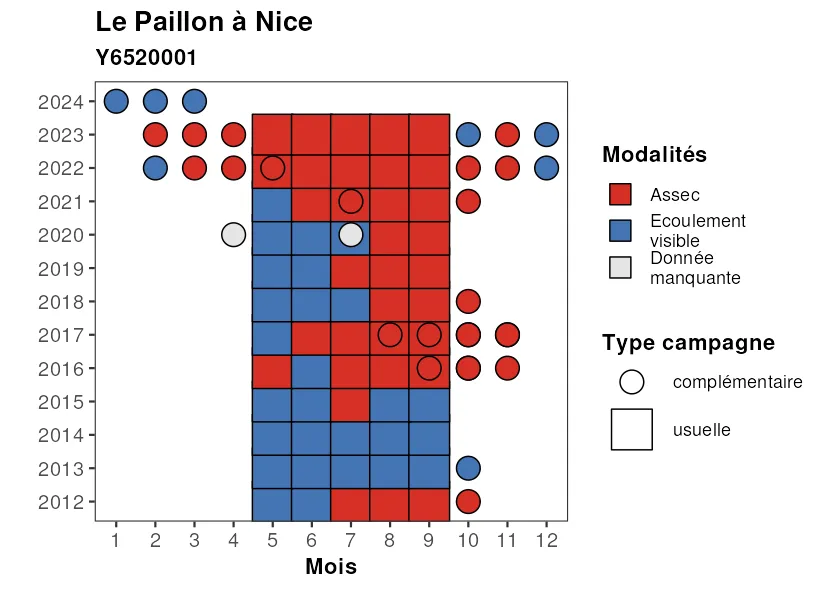 Le Paillon à Nice
Y6520001
2024
2023
2022
2021
2020
2019
2018
2017
2016
2015
2014
2013
2012
1 2 3 4 5 6 7 8 9 10 11 12
Mois
Modalités
Assec
Ecoulement
visible
Donnée
manquante
Type campagne
complémentaire
usuelle